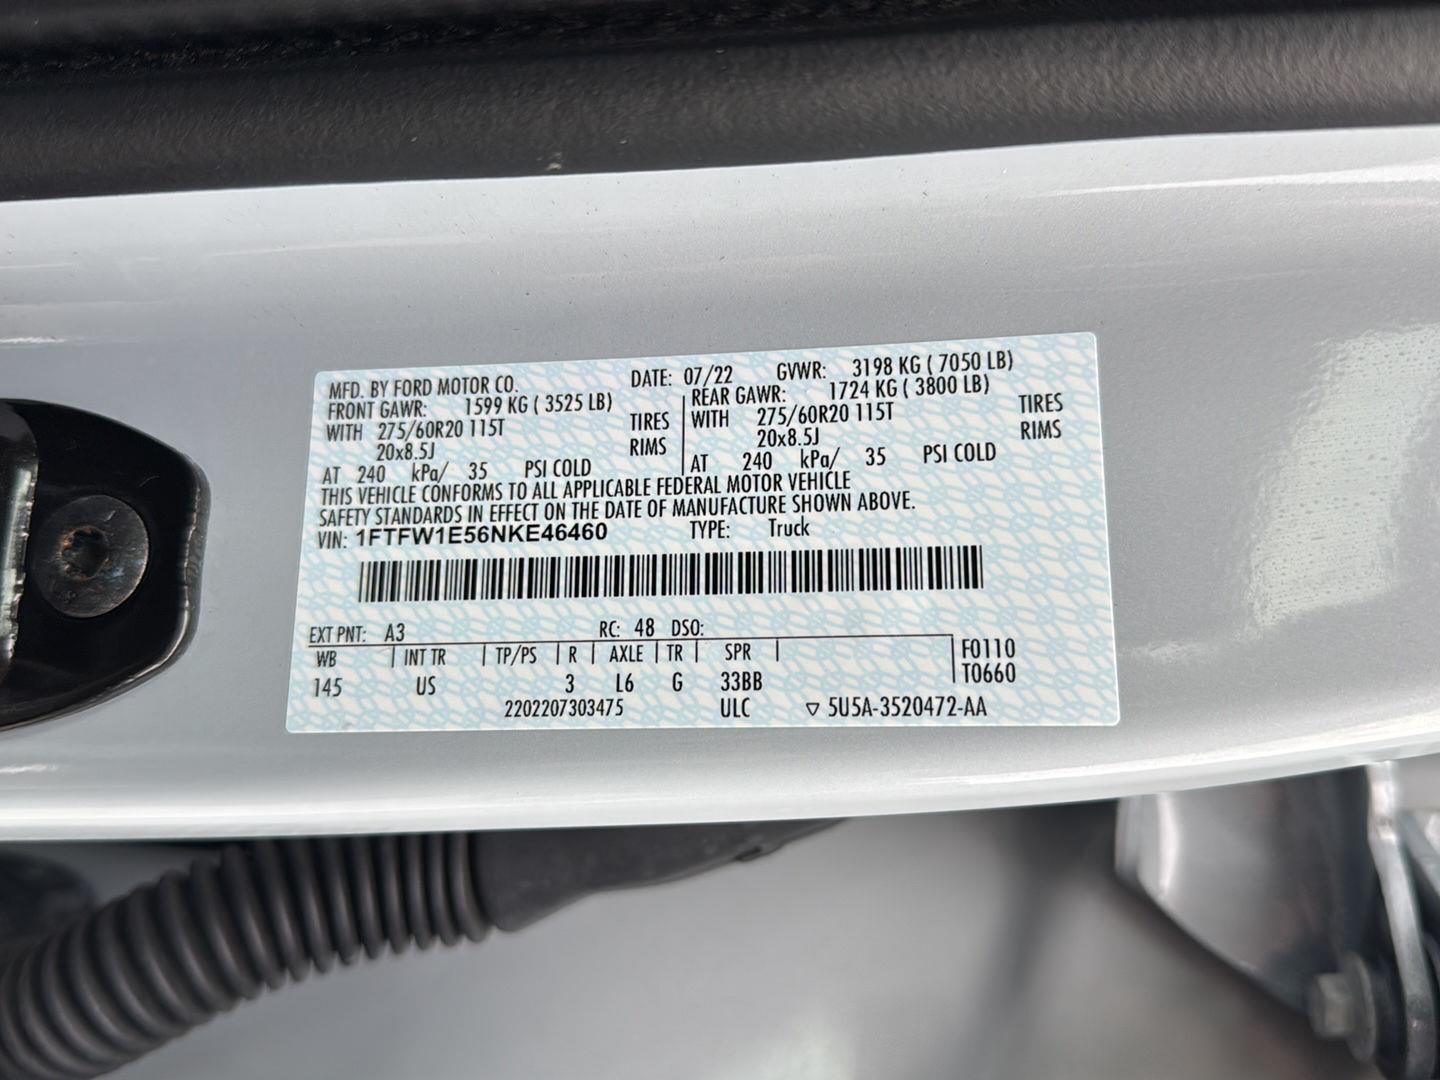 MFD. BY FORD MOTOR CO. DATE: 07/22 GVWR: 3198 KG ( 7050 LB)
FRONT GAWR: 1599 KG ( 3525 LB) REAR GAWR: 1724 KG ( 3800 LB)
WITH 275/60R20 115T TIRES WITH 275/60R20 115T TIRES
20x8.5J RIMS 20x8.5J RIMS
AT 240 kPa/ 35 PSI COLD AT 240 kPa/ 35 PSI COLD
THIS VEHICLE CONFORMS TO ALL APPLICABLE FEDERAL MOTOR VEHICLE
SAFETY STANDARDS IN EFFECT ON THE DATE OF MANUFACTURE SHOWN ABOVE.
VIN: 1FTFW1E56NKE46460 TYPE: Truck
EXT PNT: A3 RC: 48 DSO:
WB INT TR TP/PS R AXLE TR SPR F0110
145 US 3 L6 G 33BB T0660
2202207303475 ULC ▽ 5U5A-3520472-AA